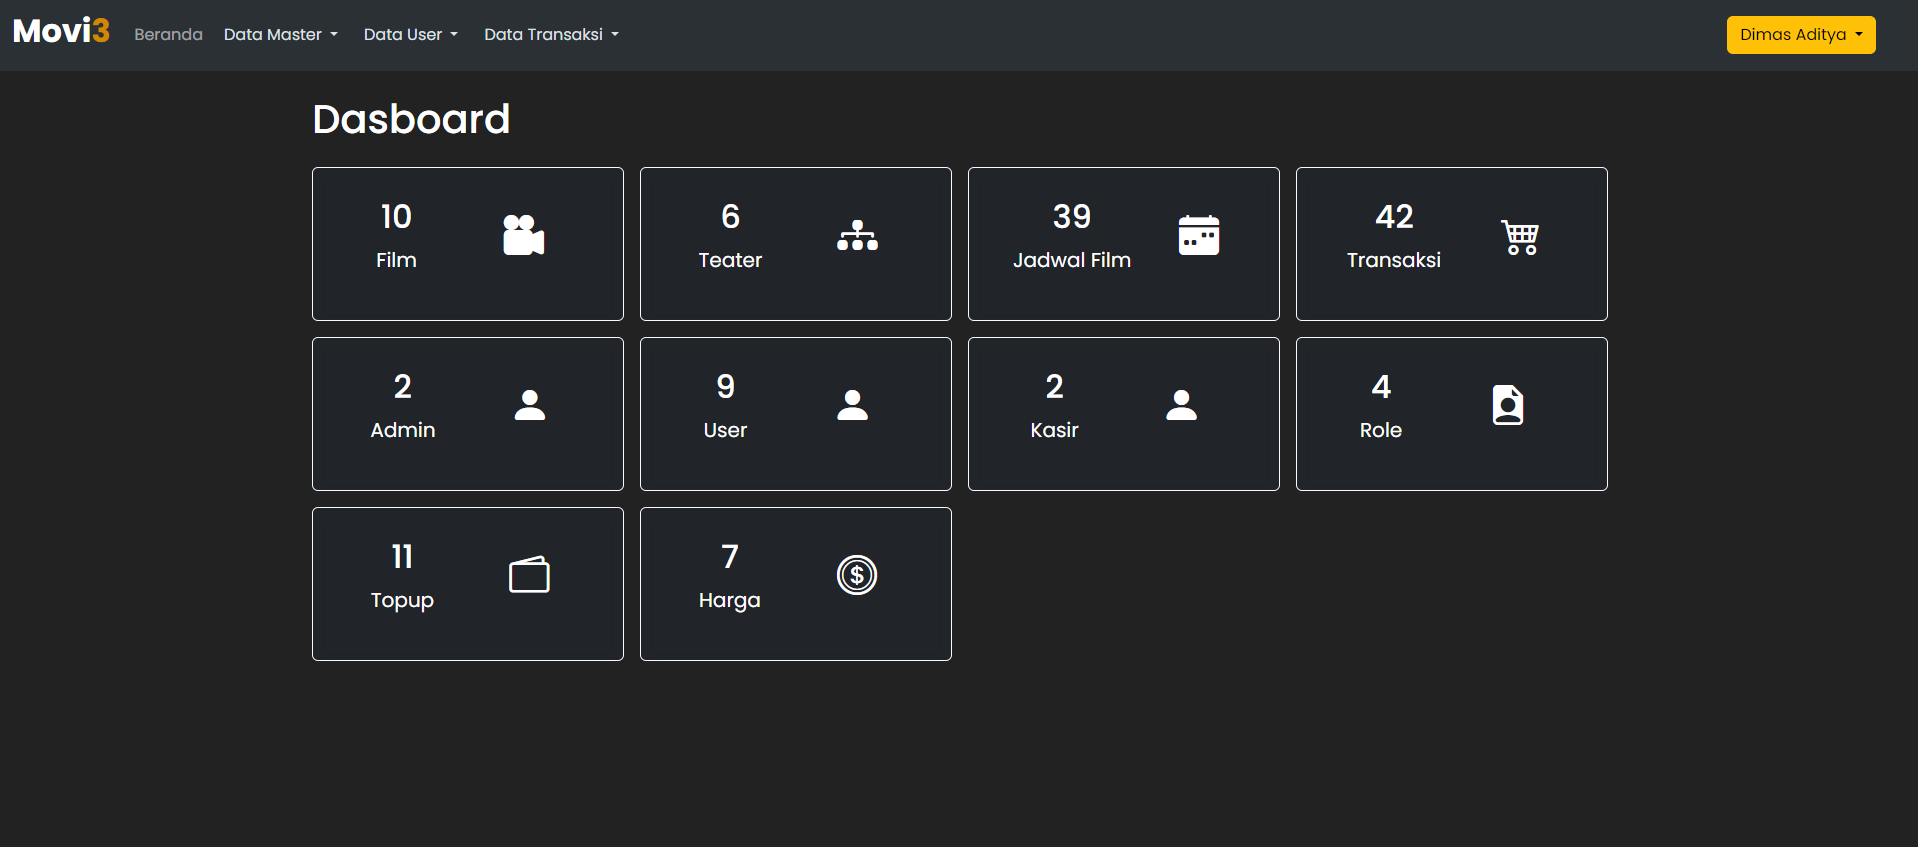 Movi3 Beranda Data Master Data User Data Transaksi Dimas Aditya
Dasboard
10
Film
6
Teater
39
Jadwal Film
42
Transaksi
2
Admin
9
User
2
Kasir
4
Role
11
Topup
7
Harga
$